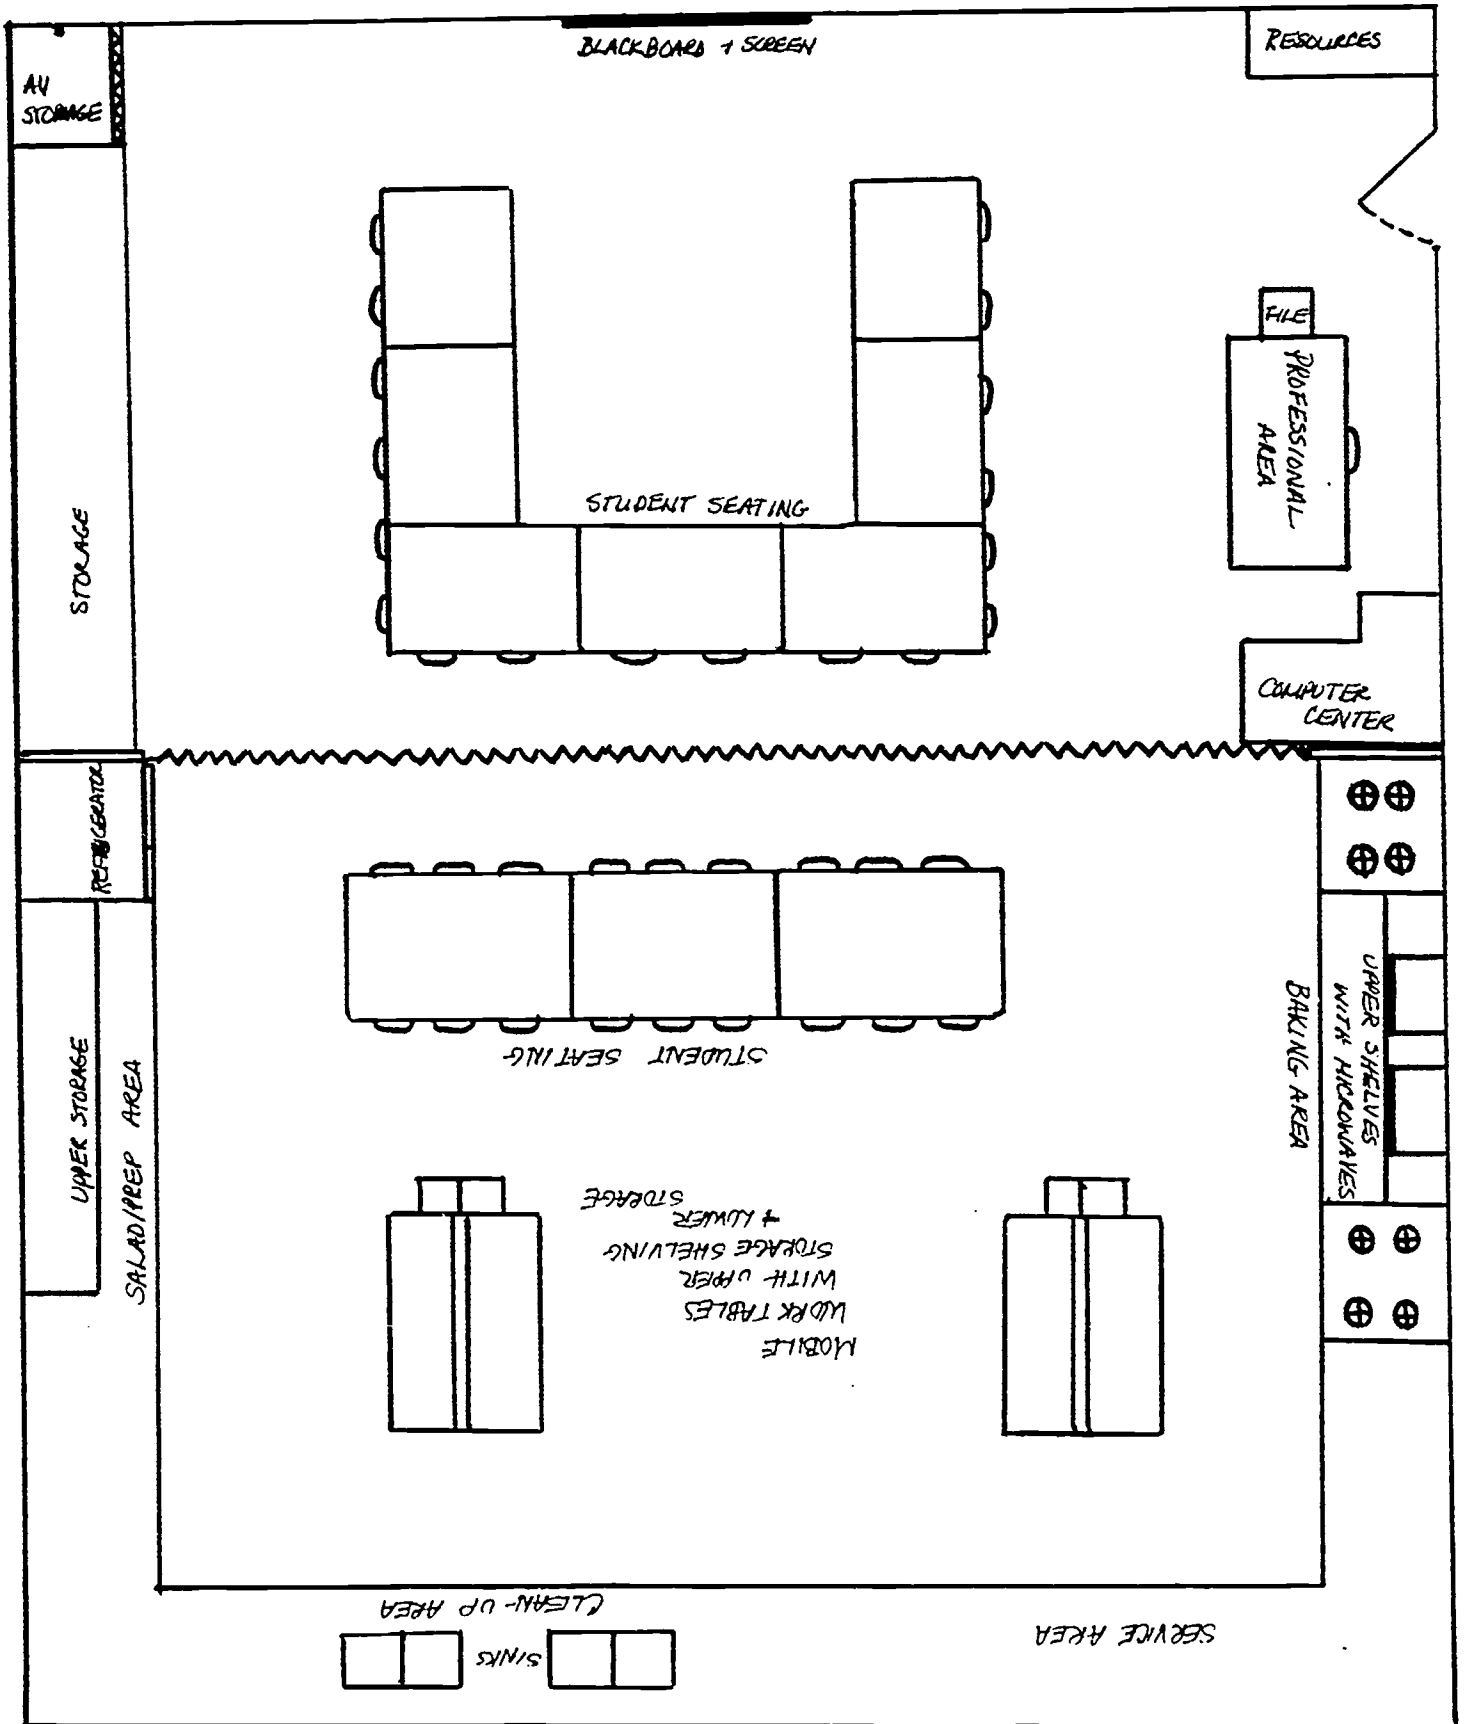 BLACKBOARD + SCREEN
RESOURCES
AV
STORAGE
FILE
PROFESSIONAL
AREA
STUDENT SEATING
STORAGE
COMPUTER
CENTER
REFRIGERATOR
UPPER SHELVES
WITH MICROWAVES
BAKING AREA
STUDENT SEATING
UPPER STORAGE
SALAD/PREP AREA
MOBILE
WORK TABLES
WITH UPPER
STORAGE SHELVING
+ LOWER
STORAGE
CLEAN-UP AREA
SINKS
SERVICE AREA